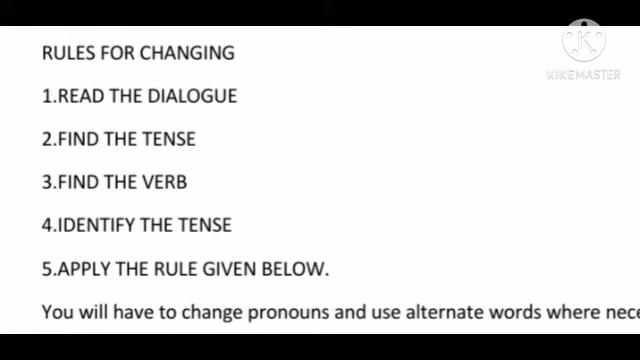 RULES FOR CHANGING
1.READ THE DIALOGUE
2.FIND THE TENSE
3.FIND THE VERB
4.IDENTIFY THE TENSE
5.APPLY THE RULE GIVEN BELOW.
You will have to change pronouns and use alternate words where nece
K
KINEMASTER